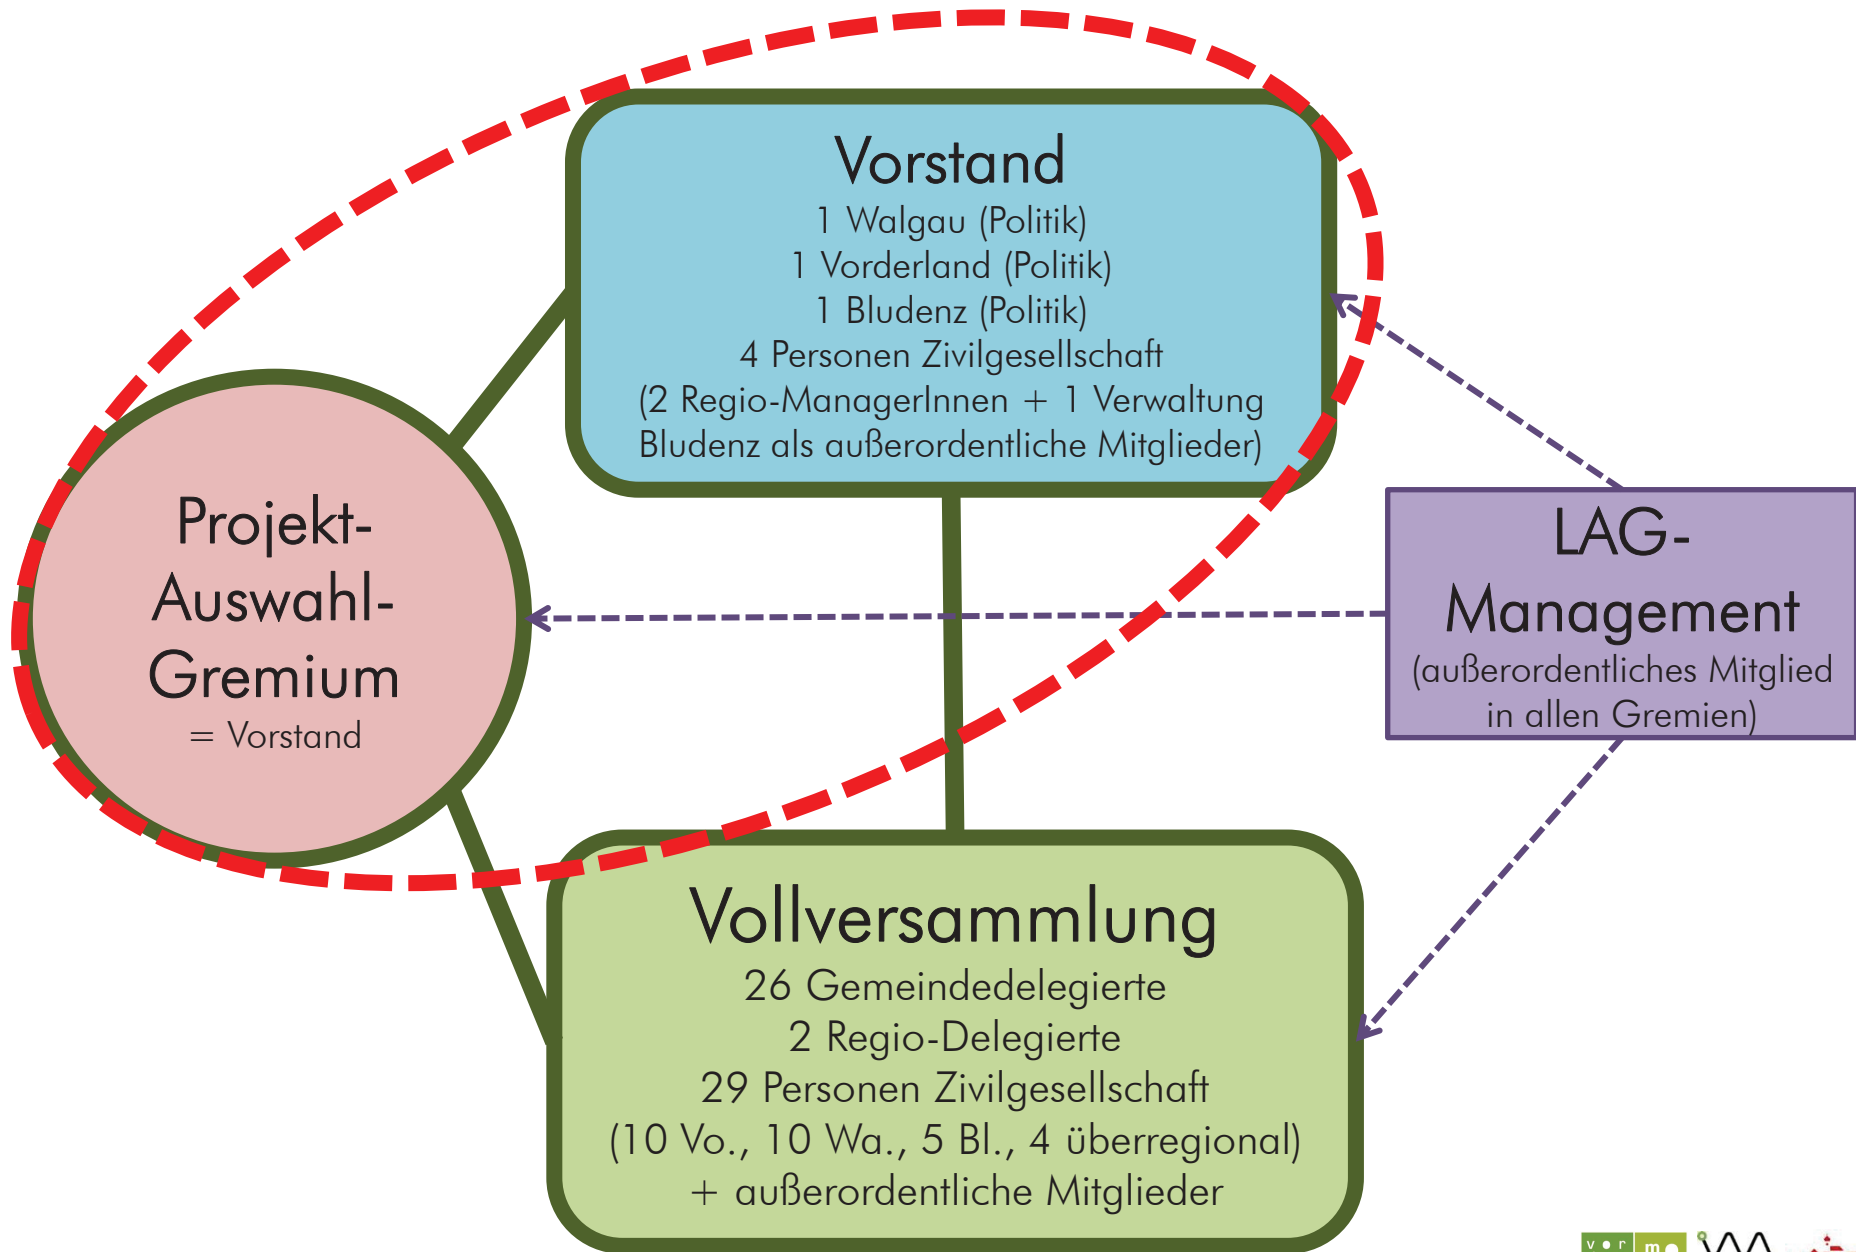 Vorstand
1 Walgau (Politik)
1 Vorderland (Politik)
1 Bludenz (Politik)
4 Personen Zivilgesellschaft
(2 Regio-ManagerInnen + 1 Verwaltung
Bludenz als außerordentliche Mitglieder)
Projekt-
Auswahl-
Gremium
= Vorstand
LAG-
Management
(außerordentliches Mitglied
in allen Gremien)
Vollversammlung
26 Gemeindedelegierte
2 Regio-Delegierte
29 Personen Zivilgesellschaft
(10 Vo., 10 Wa., 5 Bl., 4 überregional)
+ außerordentliche Mitglieder